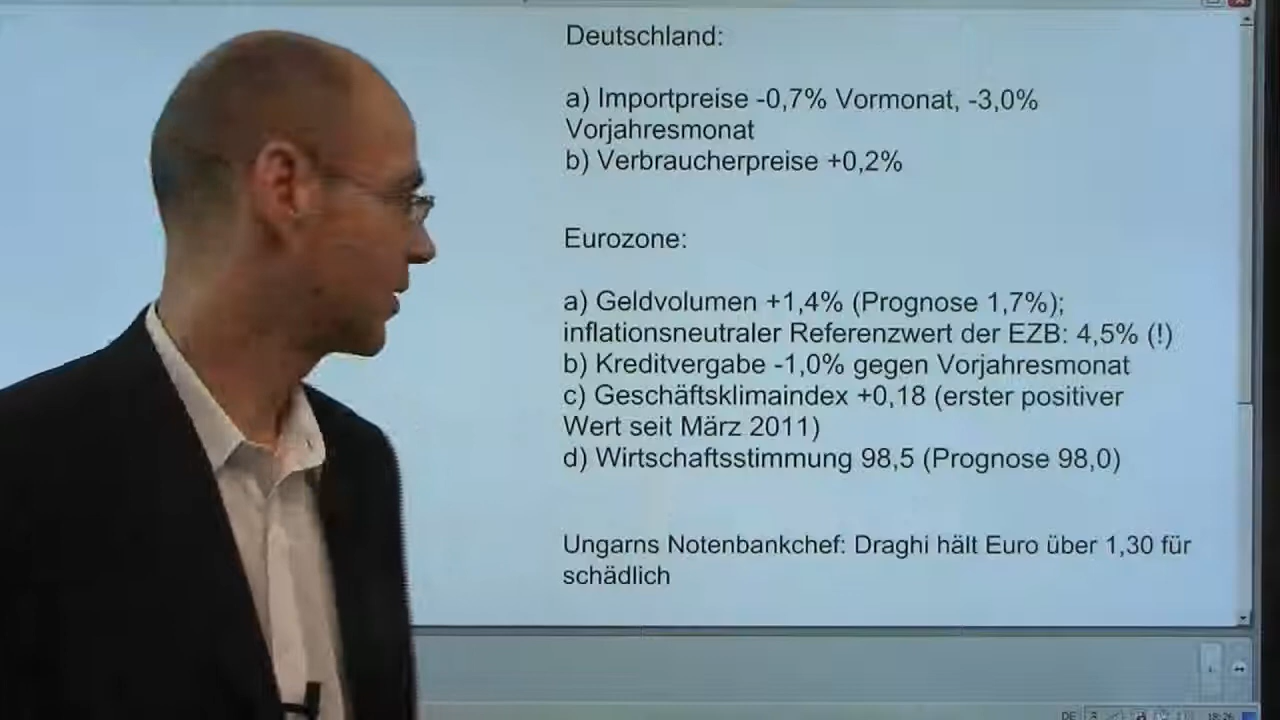 Deutschland:
a) Importpreise -0,7% Vormonat, -3,0%
Vorjahresmonat
b) Verbraucherpreise +0,2%
Eurozone:
a) Geldvolumen +1,4% (Prognose 1,7%);
inflationsneutraler Referenzwert der EZB: 4,5% (!)
b) Kreditvergabe -1,0% gegen Vorjahresmonat
c) Geschäftsklimaindex +0,18 (erster positiver
Wert seit März 2011)
d) Wirtschaftsstimmung 98,5 (Prognose 98,0)
Ungarns Notenbankchef: Draghi hält Euro über 1,30 für
schädlich
DE